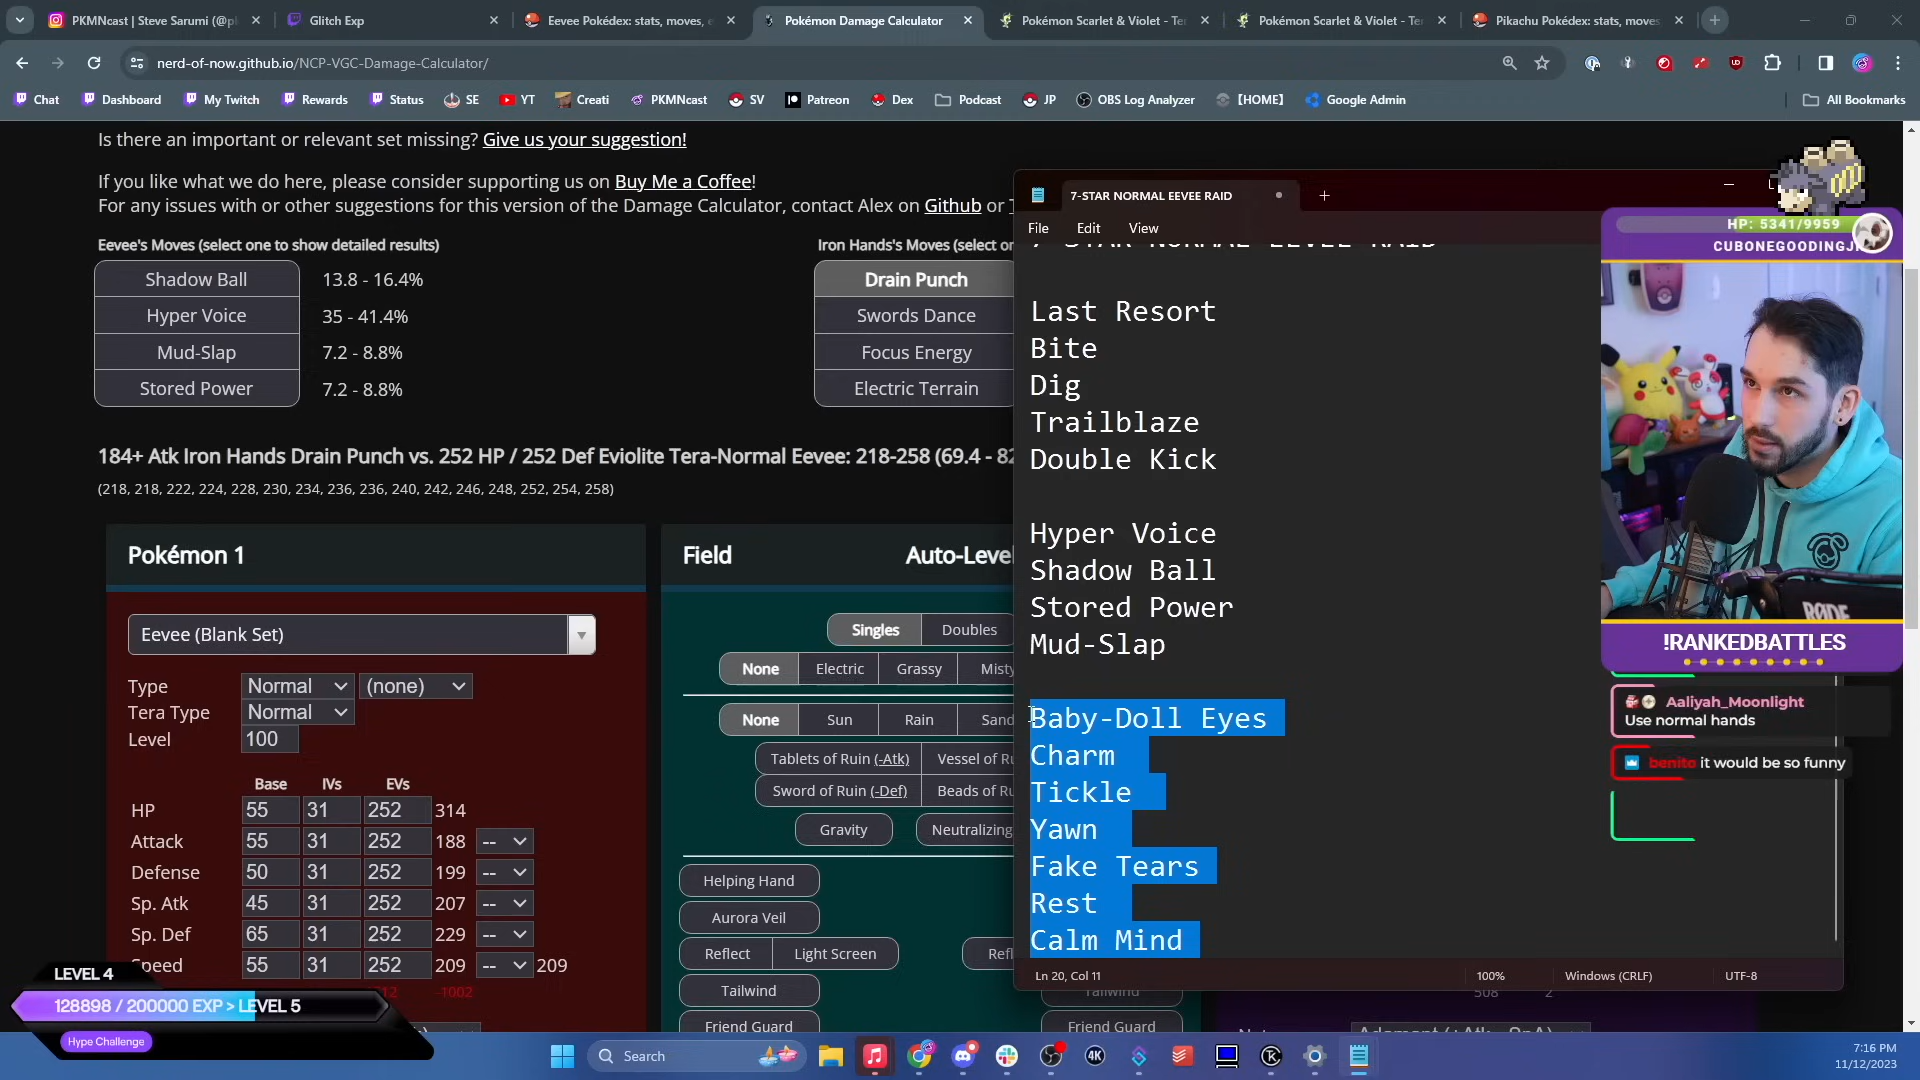 PKMNcast | Steve Sarumi (@p
Glitch Exp
Eevee Pokédex: stats, moves, e
Pokémon Damage Calculator
Pokémon Scarlet & Violet - Ter
Pokémon Scarlet & Violet - Ter
Pikachu Pokédex: stats, moves
nerd-of-now.github.io/NCP-VGC-Damage-Calculator/
Chat
Dashboard
My Twitch
Rewards
Status
SE
YT
Creati
PKMNcast
SV
Patreon
Dex
Podcast
JP
OBS Log Analyzer
【HOME】
Google Admin
All Bookmarks
Is there an important or relevant set missing? Give us your suggestion!
If you like what we do here, please consider supporting us on Buy Me a Coffee!
For any issues with or other suggestions for this version of the Damage Calculator, contact Alex on Github or
Eevee's Moves (select one to show detailed results)
Shadow Ball 13.8 - 16.4%
Hyper Voice 35 - 41.4%
Mud-Slap 7.2 - 8.8%
Stored Power 7.2 - 8.8%
Iron Hands's Moves (select on
Drain Punch
Swords Dance
Focus Energy
Electric Terrain
184+ Atk Iron Hands Drain Punch vs. 252 HP / 252 Def Eviolite Tera-Normal Eevee: 218-258 (69.4 - 82
(218, 218, 222, 224, 228, 230, 234, 236, 236, 240, 242, 246, 248, 252, 254, 258)
Pokémon 1
Eevee (Blank Set)
Type Normal (none)
Tera Type Normal
Level 100
Base IVs EVs
HP 55 31 252 314
Attack 55 31 252 188 --
Defense 50 31 252 199 --
Sp. Atk 45 31 252 207 --
Sp. Def 65 31 252 229 --
Speed 55 31 252 209 -- 209
Field Auto-Level
Singles Doubles
None Electric Grassy Misty
None Sun Rain Sand
Tablets of Ruin (-Atk) Vessel of Ru
Sword of Ruin (-Def) Beads of Ru
Gravity Neutralizing
Helping Hand
Aurora Veil
Reflect Light Screen Refl
Tailwind Tailwind
Friend Guard Friend Guard
508 2
7-STAR NORMAL EEVEE RAID
File Edit View
7-STAR NORMAL EEVEE RAID
Last Resort
Bite
Dig
Trailblaze
Double Kick
Hyper Voice
Shadow Ball
Stored Power
Mud-Slap
Baby-Doll Eyes
Charm
Tickle
Yawn
Fake Tears
Rest
Calm Mind
Ln 20, Col 11
100%
Windows (CRLF)
UTF-8
HP: 5341/9959
CUBONEGOODINGJ
RØDE
!RANKEDBATTLES
Aaliyah_Moonlight
Use normal hands
benito it would be so funny
LEVEL 4
128898 / 200000 EXP > LEVEL 5
Hype Challenge
Search
4K
7:16 PM
11/12/2023